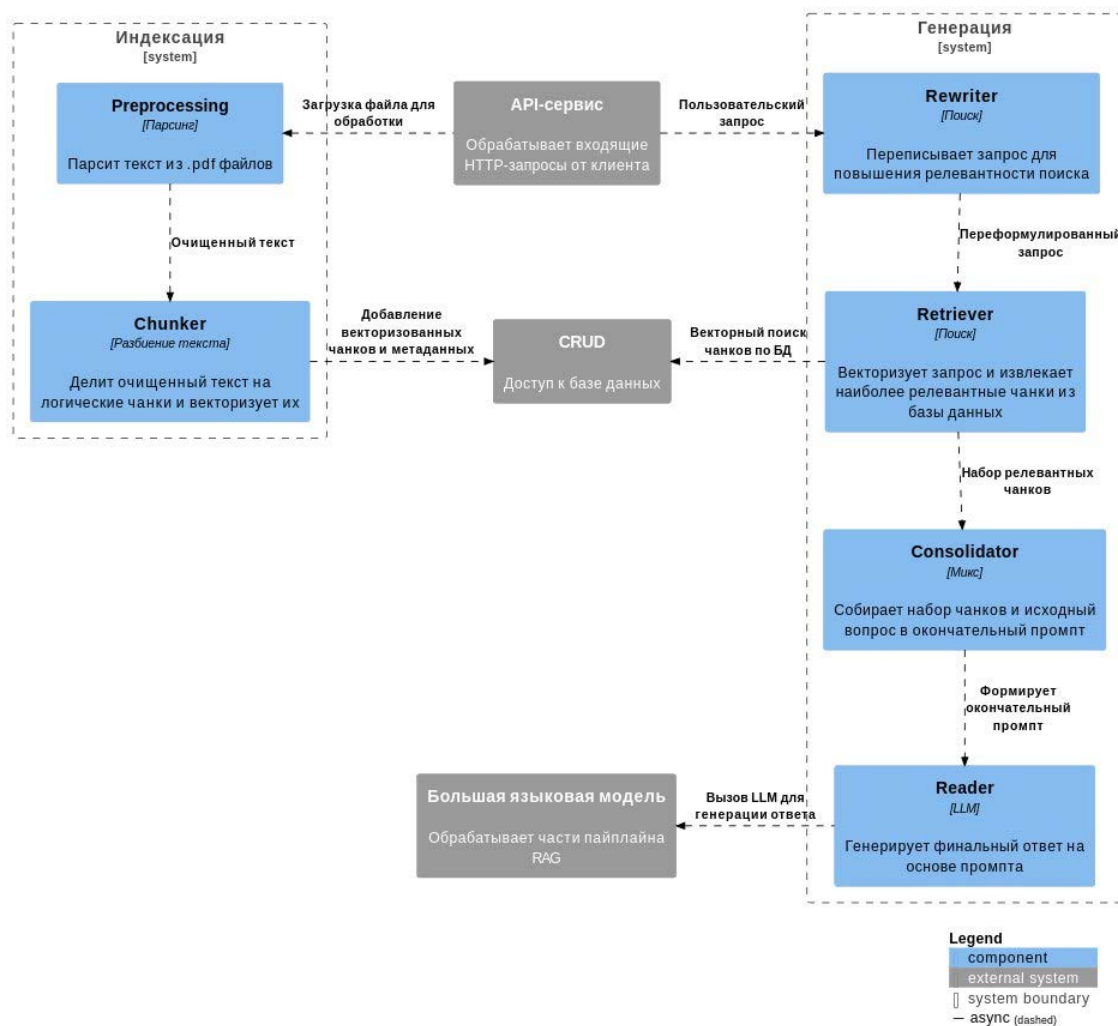 Индексация
[system]
Preprocessing
[Парсинг]
Парсит текст из .pdf файлов
Очищенный текст
Chunker
[Разбиение текста]
Делит очищенный текст на
логические чанки и векторизует их
Загрузка файла для
обработки
API-сервис
Обрабатывает входящие
HTTP-запросы от клиента
Пользовательский
запрос
Добавление
векторизованных
чанков и метаданных
CRUD
Доступ к базе данных
Векторный поиск
чанков по БД
Генерация
[system]
Rewriter
[Поиск]
Переписывает запрос для
повышения релевантности поиска
Переформулированный
запрос
Retriever
[Поиск]
Векторизует запрос и извлекает
наиболее релевантные чанки из
базы данных
Набор релевантных
чанков
Consolidator
[Микс]
Собирает набор чанков и исходный
вопрос в окончательный промпт
Формирует
окончательный
промпт
Reader
[LLM]
Генерирует финальный ответ на
основе промпта
Вызов LLM для
генерации ответа
Большая языковая модель
Обрабатывает части пайплайна
RAG
Legend
component
external system
system boundary
async (dashed)